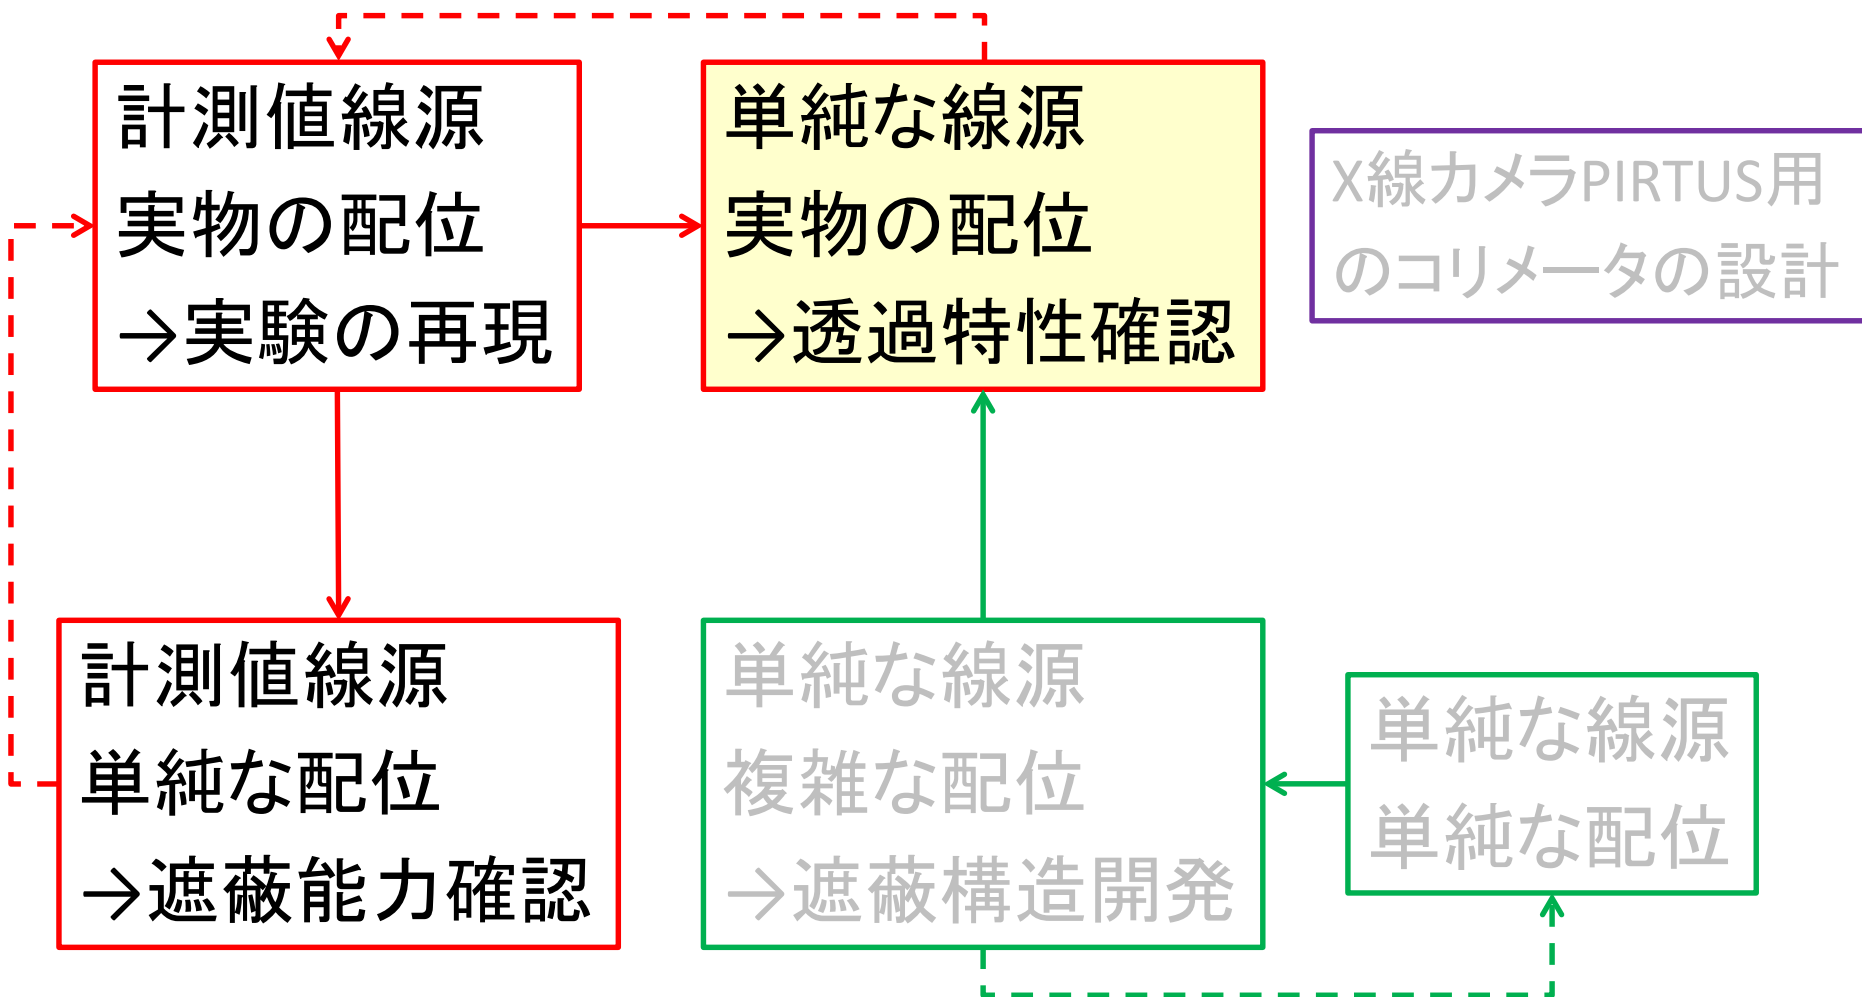 計測値線源
実物の配位
→実験の再現
単純な線源
実物の配位
→透過特性確認
X線カメラPIRTUS用
のコリメータの設計
計測値線源
単純な配位
→遮蔽能力確認
単純な線源
複雑な配位
→遮蔽構造開発
単純な線源
単純な配位